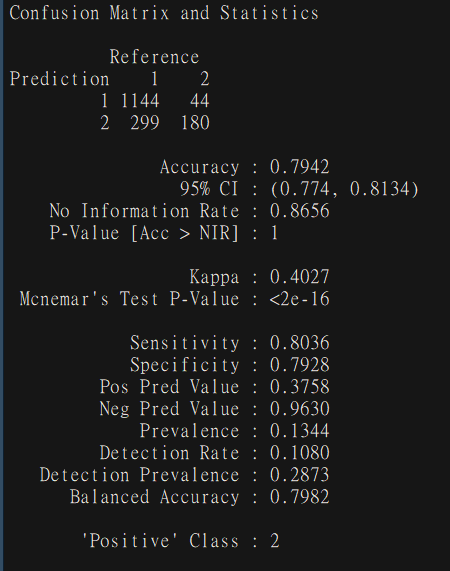 Confusion Matrix and Statistics
Reference
Prediction 1 2
1 1144 44
2 299 180
Accuracy : 0.7942
95% CI : (0.774, 0.8134)
No Information Rate : 0.8656
P-Value [Acc > NIR] : 1
Kappa : 0.4027
Mcnemar's Test P-Value : <2e-16
Sensitivity : 0.8036
Specificity : 0.7928
Pos Pred Value : 0.3758
Neg Pred Value : 0.9630
Prevalence : 0.1344
Detection Rate : 0.1080
Detection Prevalence : 0.2873
Balanced Accuracy : 0.7982
'Positive' Class : 2